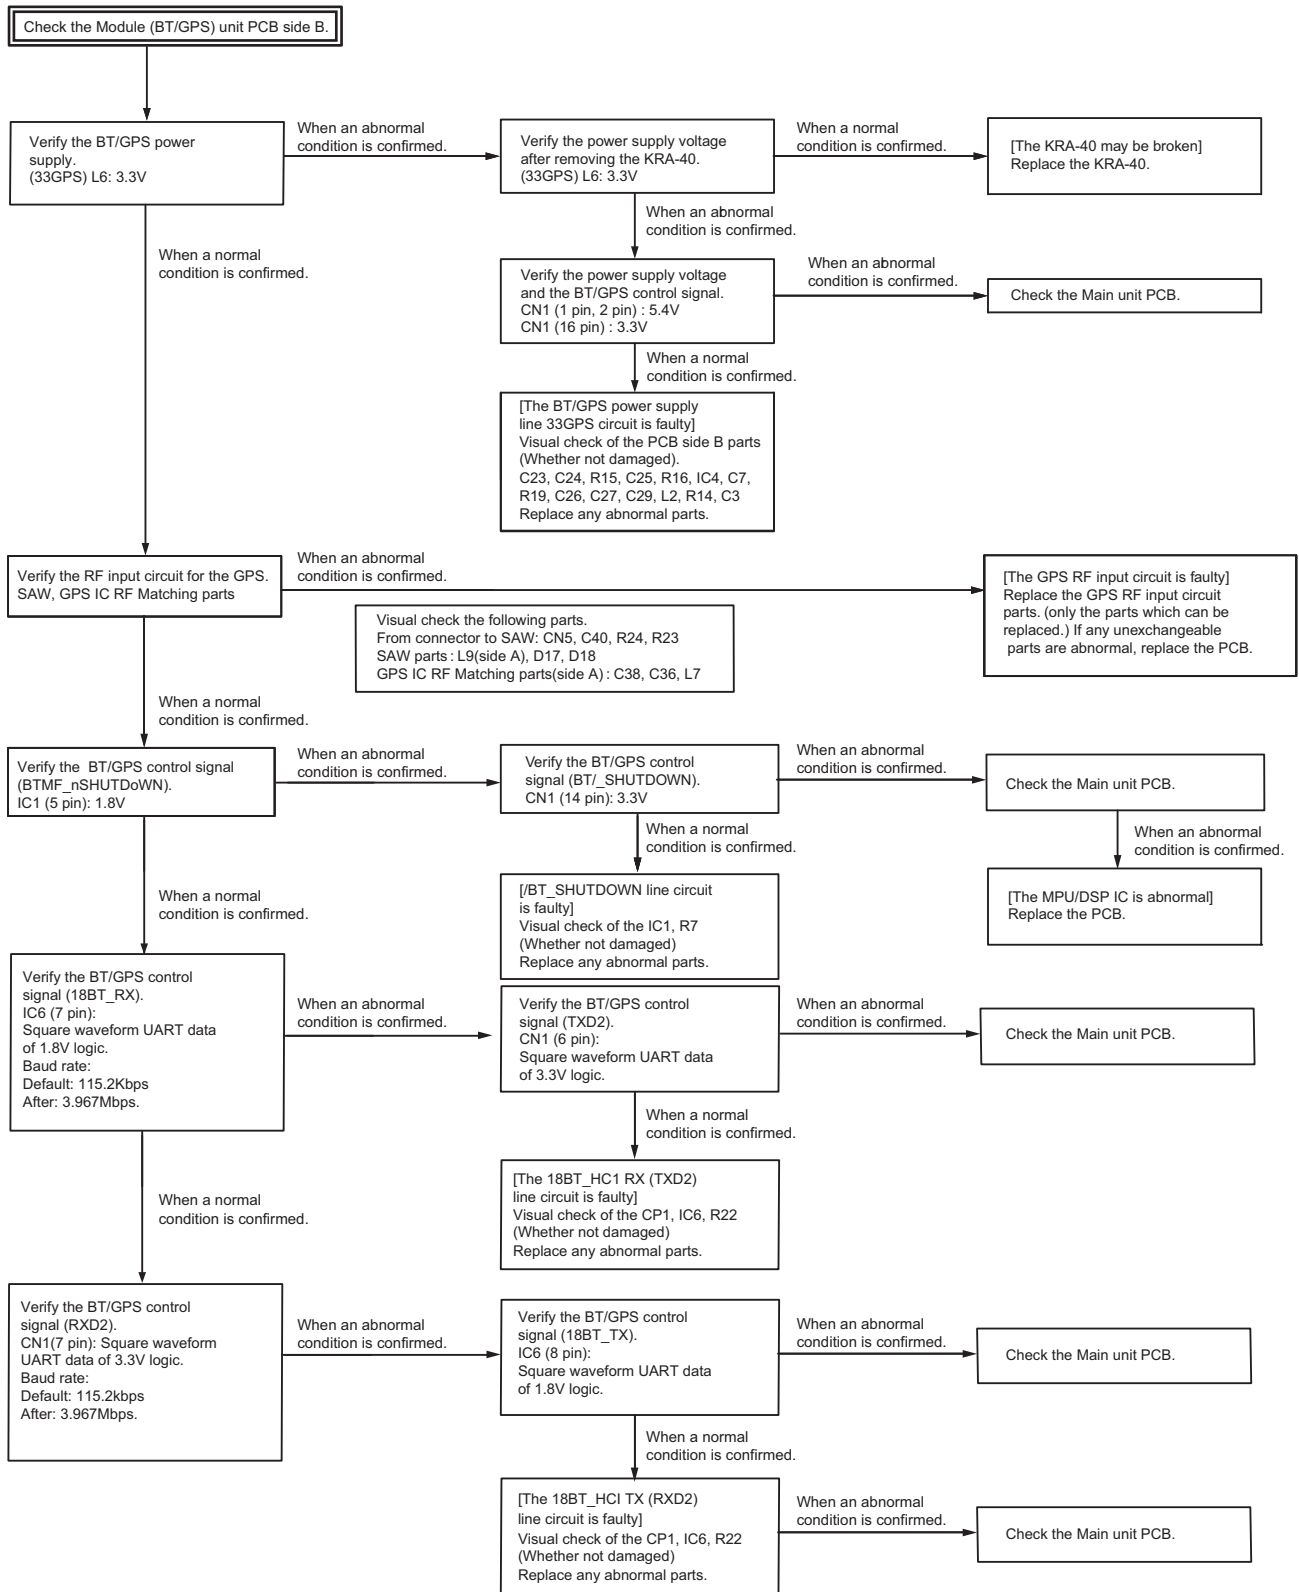 Check the Module (BT/GPS) unit PCB side B.
Verify the BT/GPS power
supply.
(33GPS) L6: 3.3V
When an abnormal
condition is confirmed.
Verify the power supply voltage
after removing the KRA-40.
(33GPS) L6: 3.3V
When a normal
condition is confirmed.
[The KRA-40 may be broken]
Replace the KRA-40.
When an abnormal
condition is confirmed.
When a normal
condition is confirmed.
Verify the power supply voltage
and the BT/GPS control signal.
CN1 (1 pin, 2 pin) : 5.4V
CN1 (16 pin) : 3.3V
When an abnormal
condition is confirmed.
Check the Main unit PCB.
When a normal
condition is confirmed.
[The BT/GPS power supply
line 33GPS circuit is faulty]
Visual check of the PCB side B parts
(Whether not damaged).
C23, C24, R15, C25, R16, IC4, C7,
R19, C26, C27, C29, L2, R14, C3
Replace any abnormal parts.
Verify the RF input circuit for the GPS.
SAW, GPS IC RF Matching parts
When an abnormal
condition is confirmed.
[The GPS RF input circuit is faulty]
Replace the GPS RF input circuit
parts. (only the parts which can be
replaced.) If any unexchangeable
parts are abnormal, replace the PCB.
Visual check the following parts.
From connector to SAW: CN5, C40, R24, R23
SAW parts : L9(side A), D17, D18
GPS IC RF Matching parts(side A) : C38, C36, L7
When a normal
condition is confirmed.
Verify the  BT/GPS control signal
(BTMF_nSHUTDoWN).
IC1 (5 pin): 1.8V
When an abnormal
condition is confirmed.
Verify the BT/GPS control
signal (BT/_SHUTDOWN).
CN1 (14 pin): 3.3V
When an abnormal
condition is confirmed.
Check the Main unit PCB.
When a normal
condition is confirmed.
When an abnormal
condition is confirmed.
[/BT_SHUTDOWN line circuit
is faulty]
Visual check of the IC1, R7
(Whether not damaged)
Replace any abnormal parts.
[The MPU/DSP IC is abnormal]
Replace the PCB.
When a normal
condition is confirmed.
Verify the BT/GPS control
signal (18BT_RX).
IC6 (7 pin):
Square waveform UART data
of 1.8V logic.
Baud rate:
Default: 115.2Kbps
After: 3.967Mbps.
When an abnormal
condition is confirmed.
Verify the BT/GPS control
signal (TXD2).
CN1 (6 pin):
Square waveform UART data
of 3.3V logic.
When an abnormal
condition is confirmed.
Check the Main unit PCB.
When a normal
condition is confirmed.
[The 18BT_HC1 RX (TXD2)
line circuit is faulty]
Visual check of the CP1, IC6, R22
(Whether not damaged)
Replace any abnormal parts.
When a normal
condition is confirmed.
Verify the BT/GPS control
signal (RXD2).
CN1(7 pin): Square waveform
UART data of 3.3V logic.
Baud rate:
Default: 115.2kbps
After: 3.967Mbps.
When an abnormal
condition is confirmed.
Verify the BT/GPS control
signal (18BT_TX).
IC6 (8 pin):
Square waveform UART data
of 1.8V logic.
When an abnormal
condition is confirmed.
Check the Main unit PCB.
When a normal
condition is confirmed.
[The 18BT_HCI TX (RXD2)
line circuit is faulty]
Visual check of the CP1, IC6, R22
(Whether not damaged)
Replace any abnormal parts.
When an abnormal
condition is confirmed.
Check the Main unit PCB.